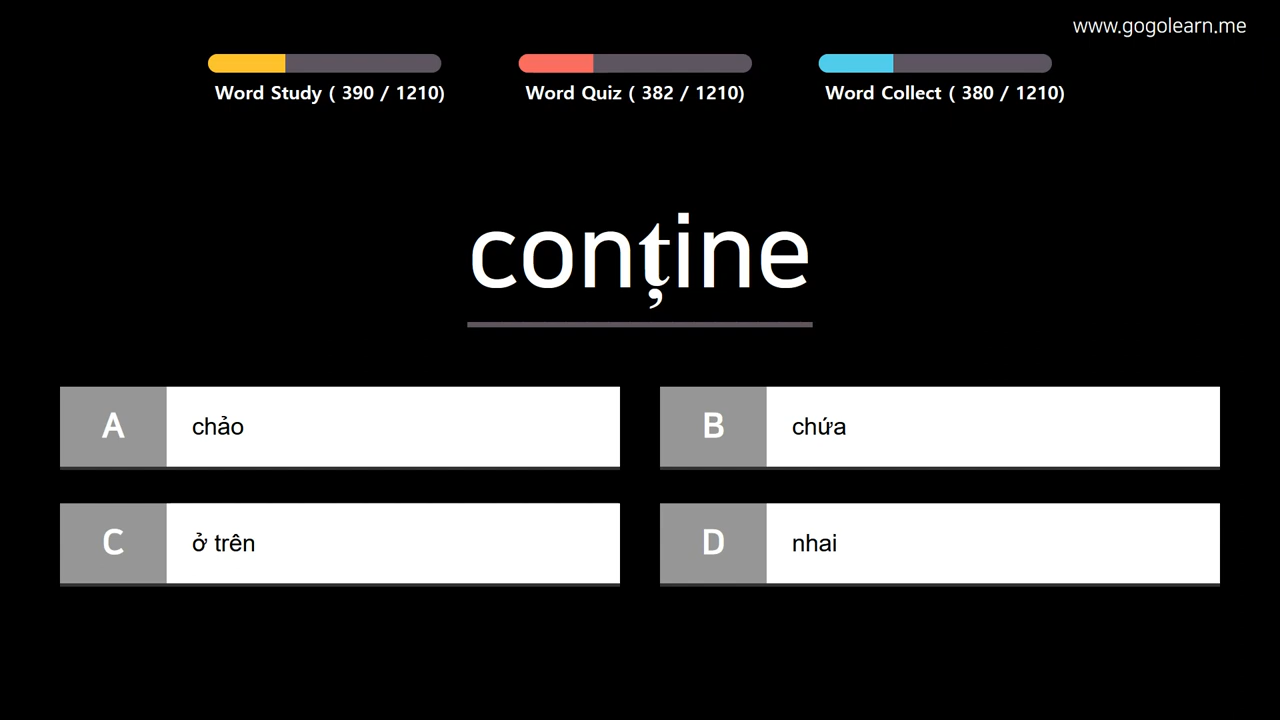 www.gogolearn.me
Word Study ( 390 / 1210)
Word Quiz ( 382 / 1210)
Word Collect ( 380 / 1210)
conține
A chảo
B chứa
C ở trên
D nhai